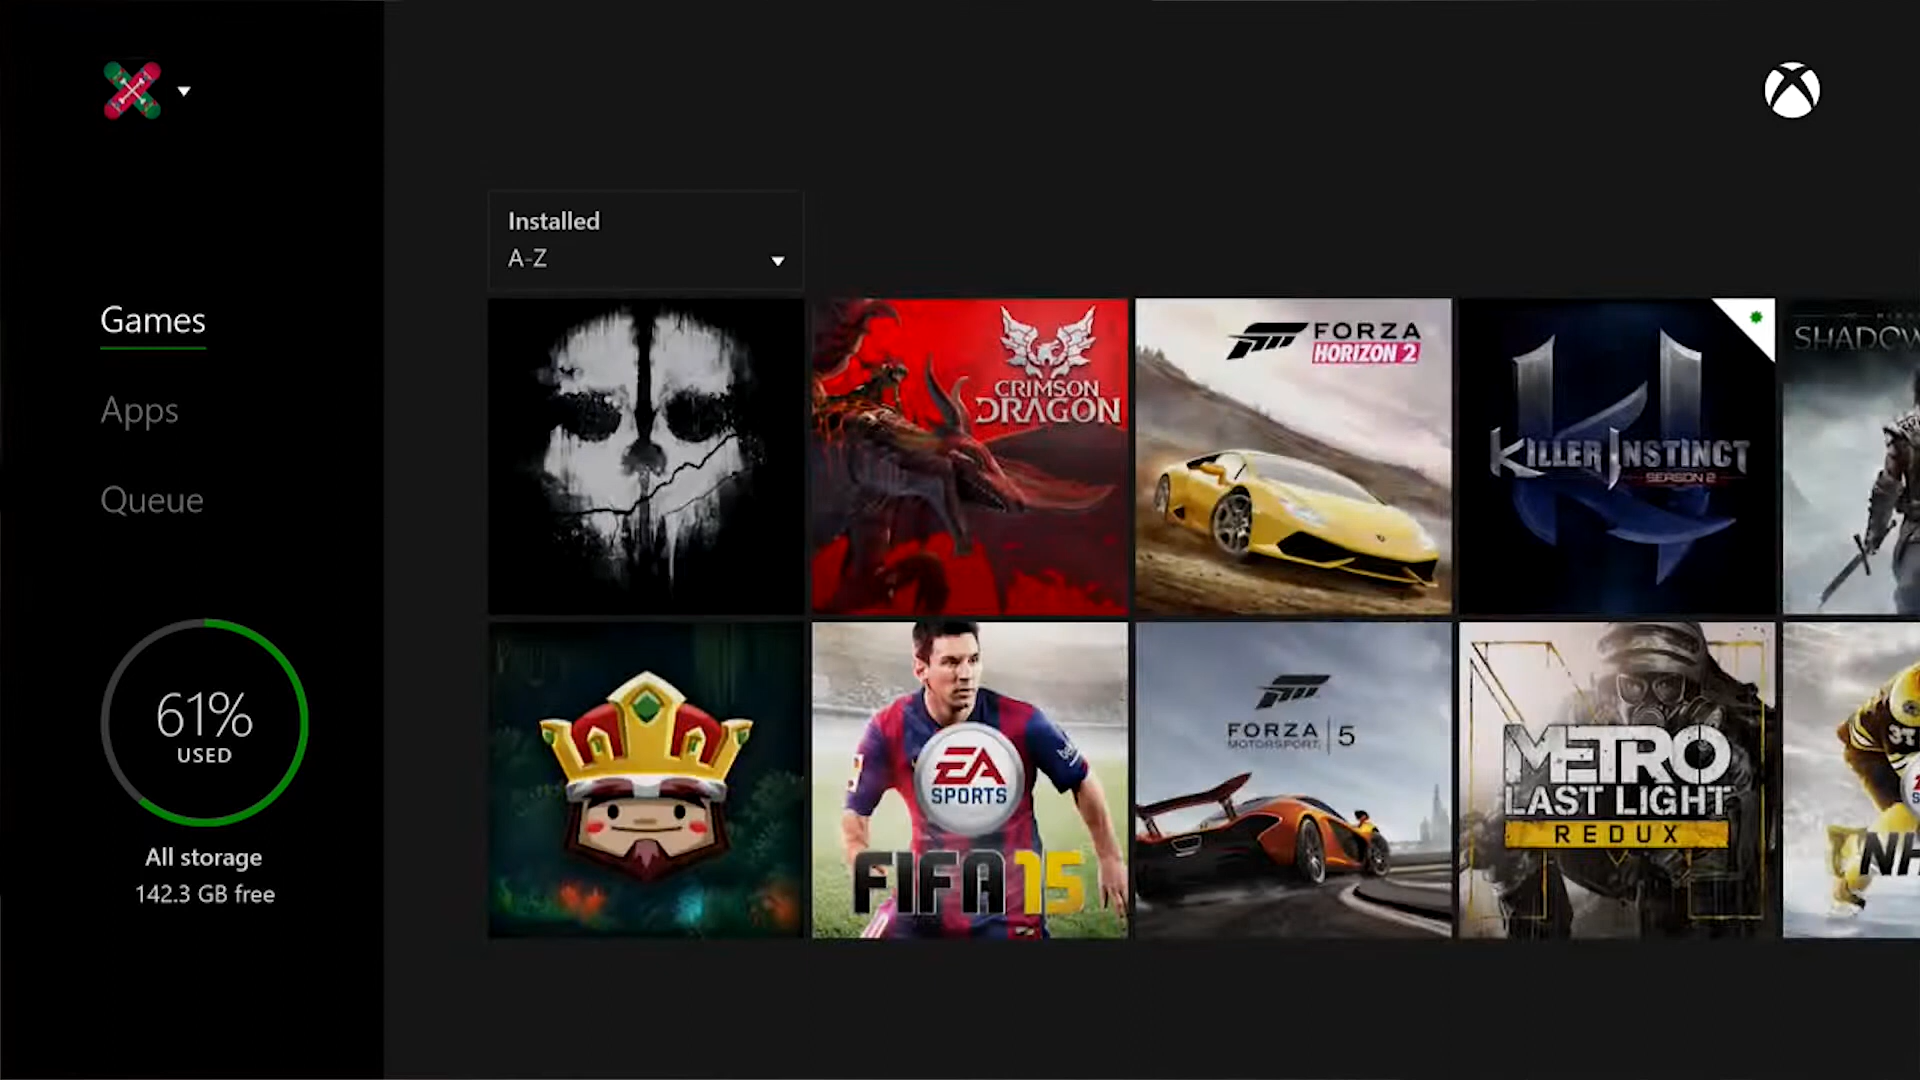 Games
Apps
Queue
61%
USED
All storage
142.3 GB free
Installed
A-Z
CRIMSON
DRAGON
FORZA
HORIZON 2
KILLER INSTINCT
SEASON 2
SHADOW
EA
SPORTS
FIFA 15
FORZA
MOTORSPORT 5
METRO
LAST LIGHT
REDUX
NH